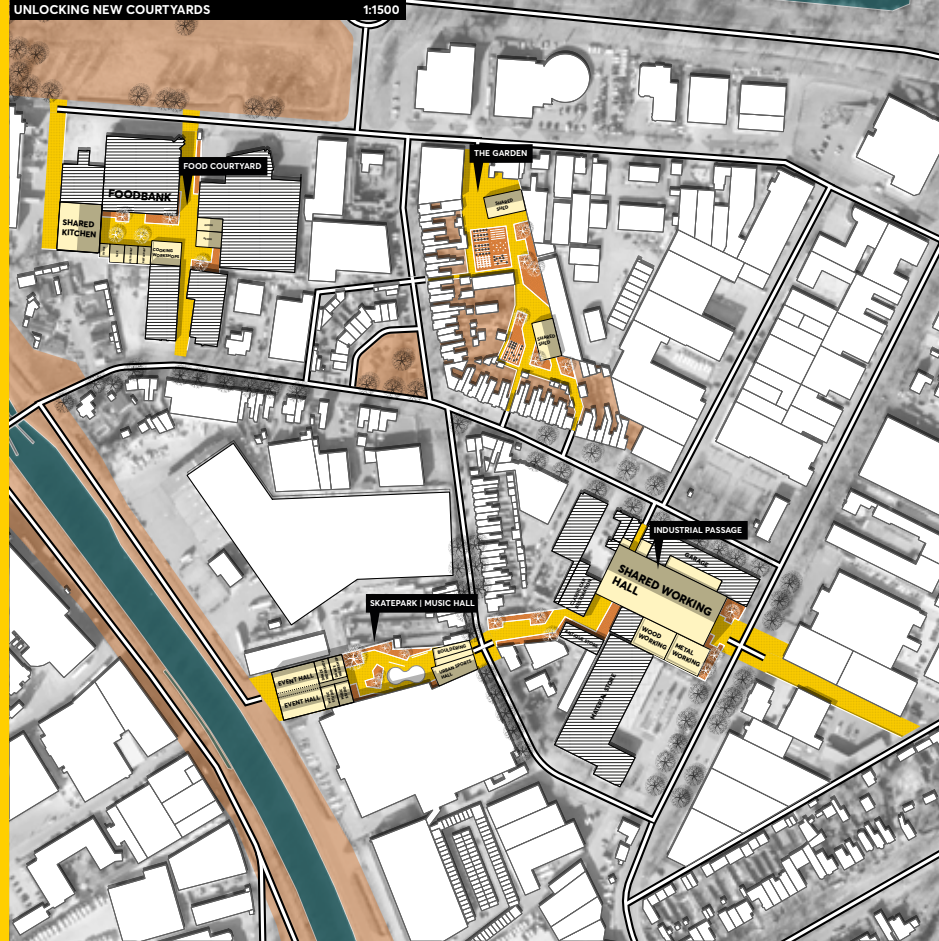 UNLOCKING NEW COURTYARDS 1:1500
THE GARDEN
FOOD COURTYARD
FOODBANK
SHARED
SHED
SHARED
KITCHEN
COOKING
WORKSHOPS
SHARED
SHED
INDUSTRIAL PASSAGE
GARAGE
SHARED WORKING
HALL
SKATEPARK | MUSIC HALL
WOOD
WORKING
METAL
WORKING
BOULDERING
URBAN SPORTS
HALL
EVENT HALL
EVENT HALL
MATERIAL STORE